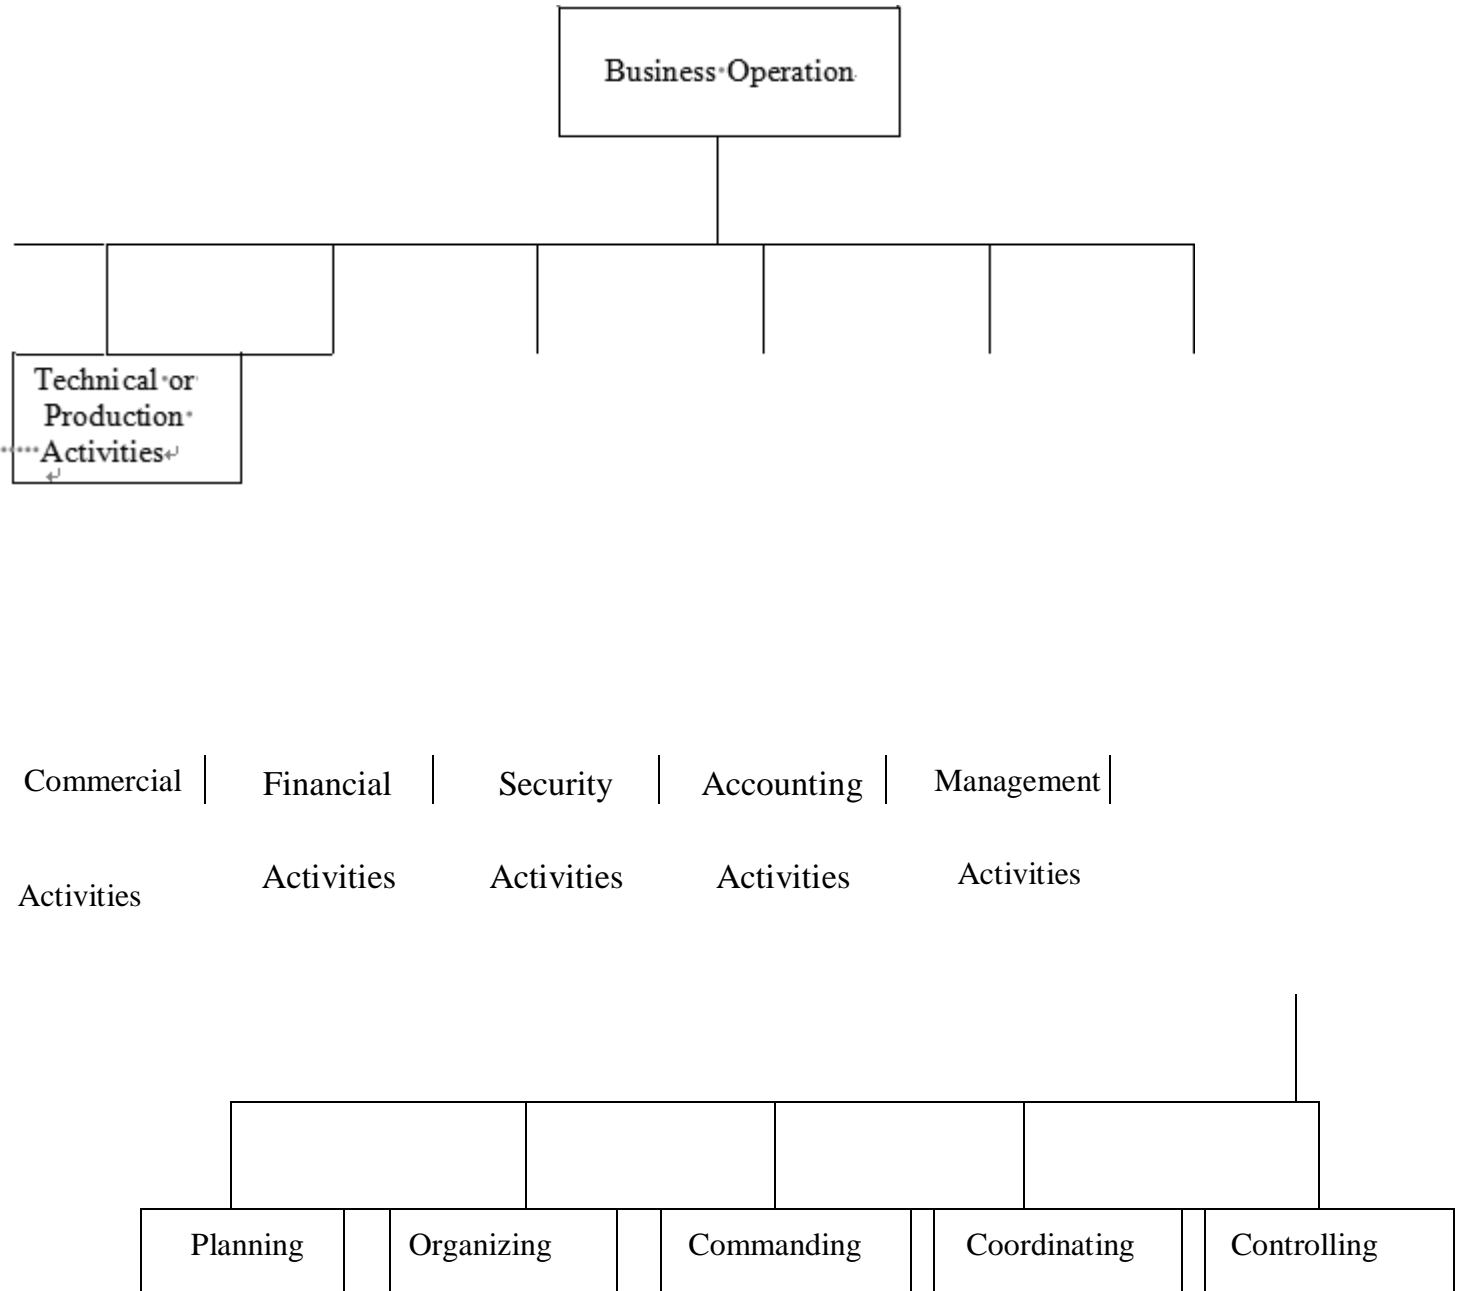 Business Operation
Technical or
Production
Activities
Commercial
Financial
Security
Accounting
Management
Activities
Activities
Activities
Activities
Activities
Planning
Organizing
Commanding
Coordinating
Controlling